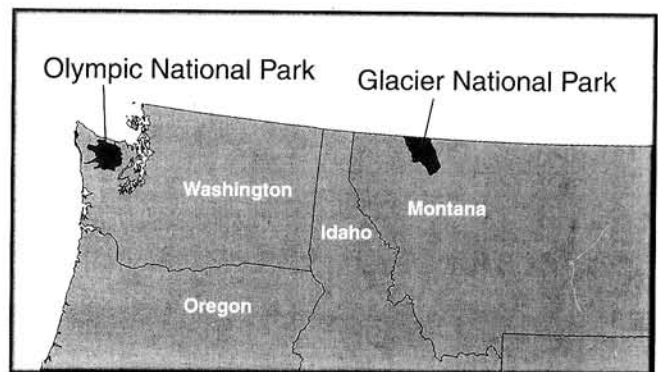 Olympic National Park
Glacier National Park
Washington
Montana
Idaho
Oregon